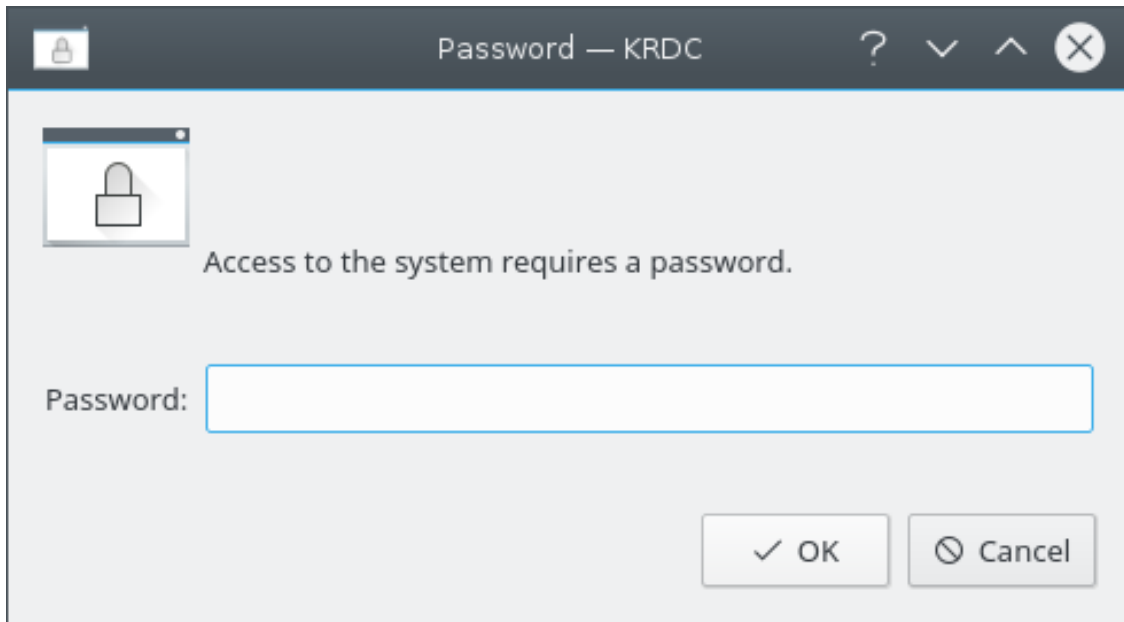 Password — KRDC
Access to the system requires a password.
Password:
OK
Cancel